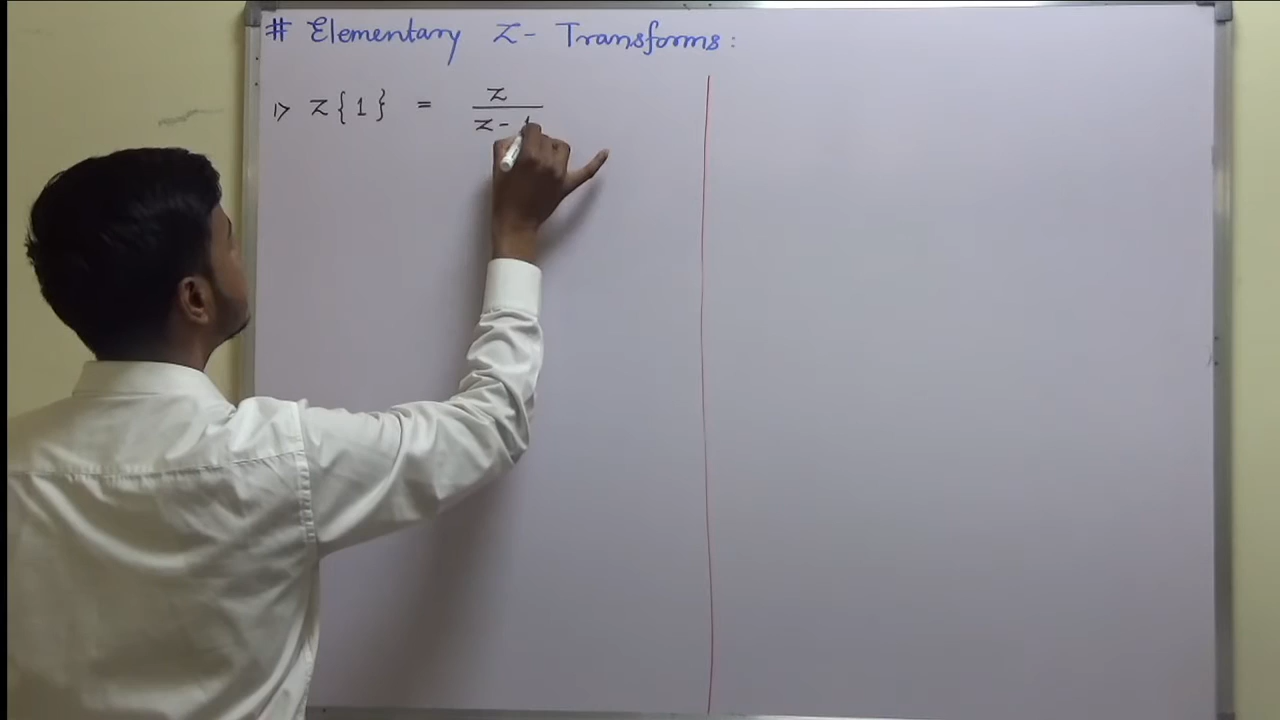 # Elementary Z- Transforms:
1> Z{1} = z / z-